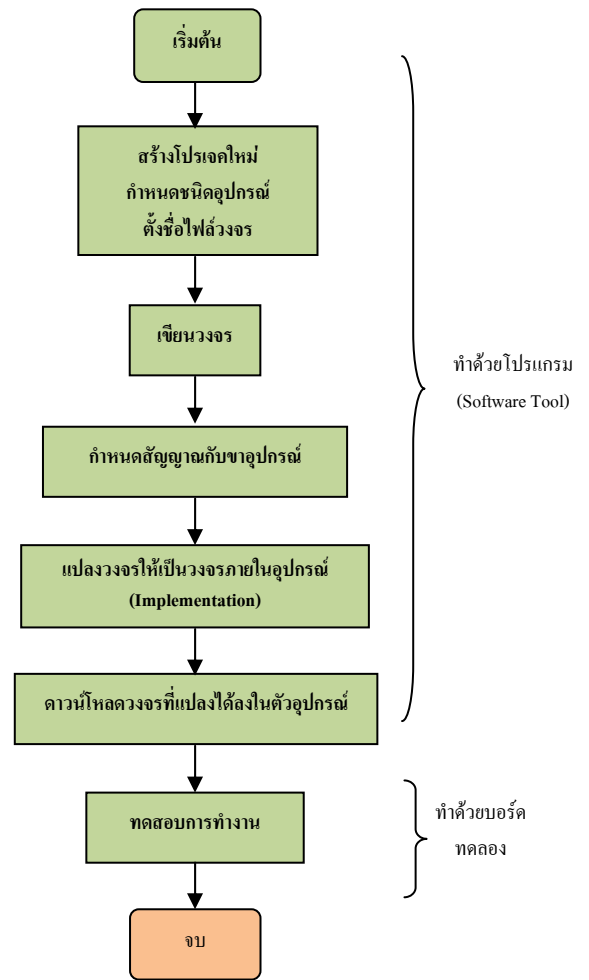 เริ่มต้น
สร้างโปรเจคใหม่
กำหนดชนิดอุปกรณ์
ตั้งชื่อไฟล์วงจร
เขียนวงจร
ทำด้วยโปรแกรม
(Software Tool)
กำหนดสัญญาณกับขาอุปกรณ์
แปลงวงจรให้เป็นวงจรภายในอุปกรณ์
(Implementation)
ดาวน์โหลดวงจรที่แปลงได้ลงในตัวอุปกรณ์
ทดสอบการทำงาน
ทำด้วยบอร์ด
ทดลอง
จบ